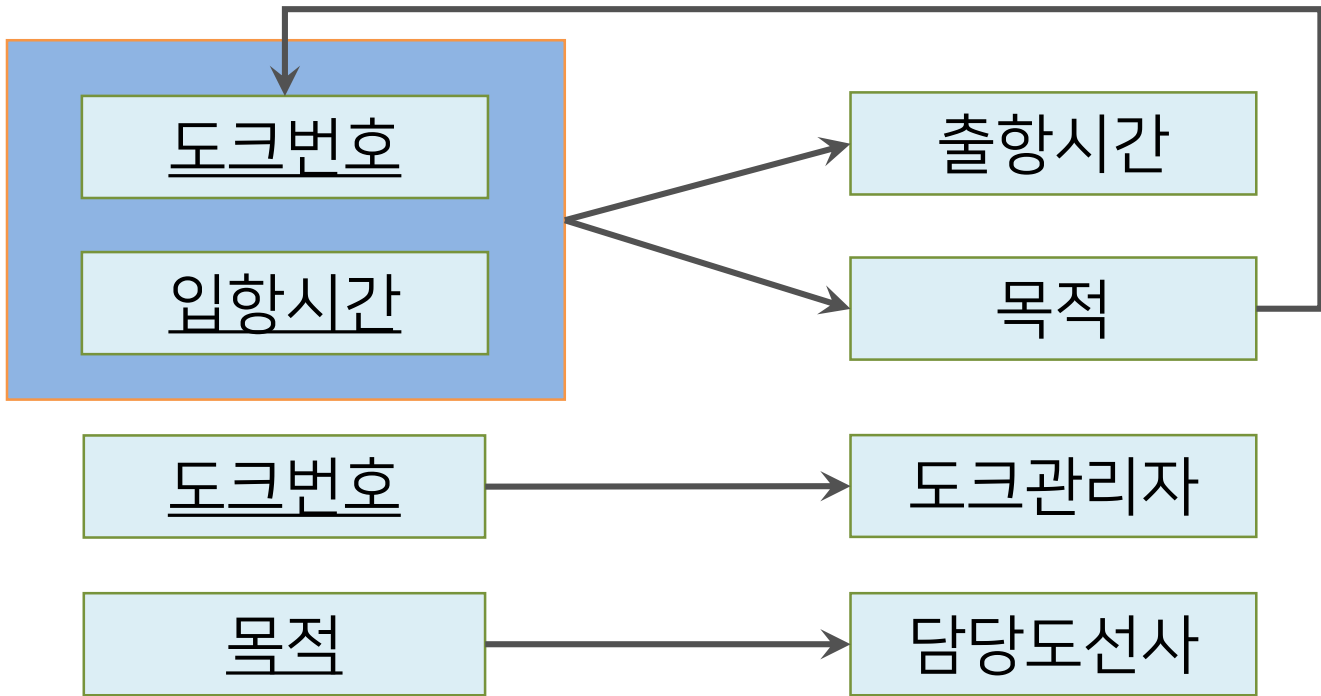 도크번호
출항시간
입항시간
목적
도크번호
도크관리자
목적
담당도선사